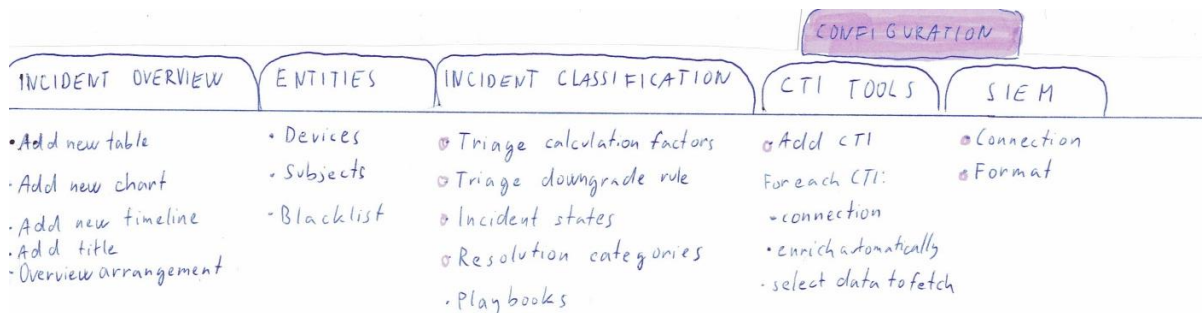 CONFIGURATION
INCIDENT OVERVIEW
• Add new table
• Add new chart
• Add new timeline
• Add title
• Overview arrangement
ENTITIES
• Devices
• Subjects
• Blacklist
INCIDENT CLASSIFICATION
• Triage calculation factors
• Triage downgrade rule
• Incident states
• Resolution categories
• Playbooks
CTI TOOLS
• Add CTI
For each CTI:
• connection
• enrich automatically
• select data to fetch
SIEM
• Connection
• Format